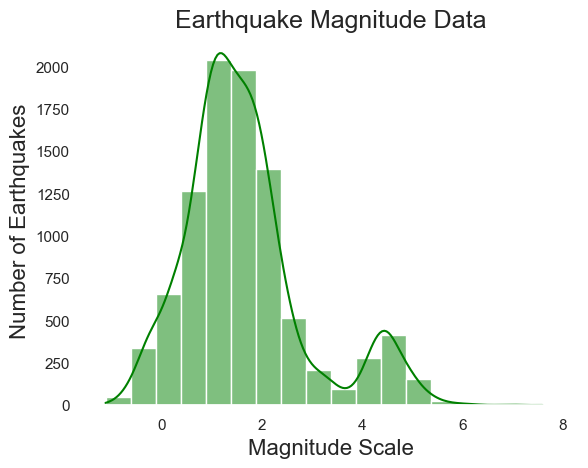 Earthquake Magnitude Data
Number of Earthquakes
2000
1750
1500
1250
1000
750
500
250
0
0 2 4 6 8
Magnitude Scale